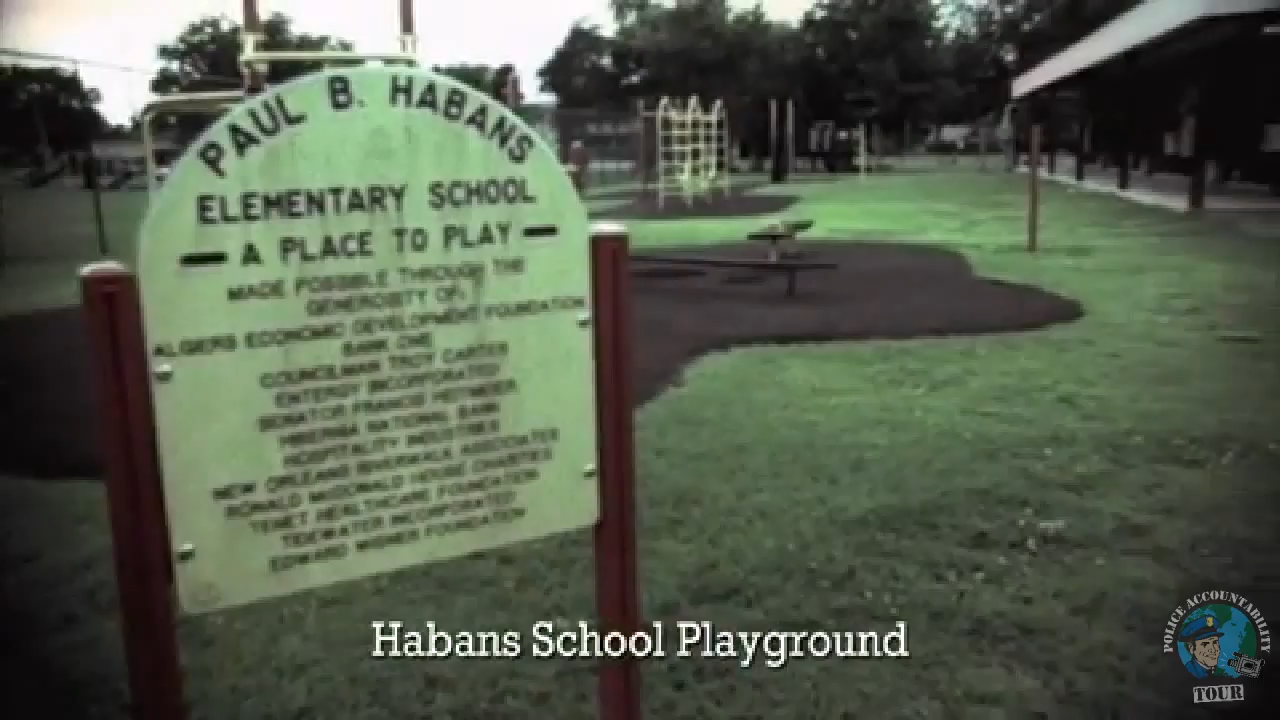 PAUL B. HABANS
ELEMENTARY SCHOOL
— A PLACE TO PLAY —
MADE POSSIBLE THROUGH THE
GENEROSITY OF,
ALGIERS ECONOMIC DEVELOPMENT FOUNDATION
BANK ONE
COUNCILMAN TROY CARTER
ENTERGY INCORPORATED
SENATOR FRANCIS HEITMEIER
HIBERNIA NATIONAL BANK
HOSPITALITY INDUSTRIES
NEW ORLEANS RIVERWALK ASSOCIATES
RONALD McDONALD HOUSE CHARITIES
TENET HEALTHCARE FOUNDATION
TIDEWATER INCORPORATED
EDWARD WISNER FOUNDATION
Habans School Playground
POLICE ACCOUNTABILITY
TOUR